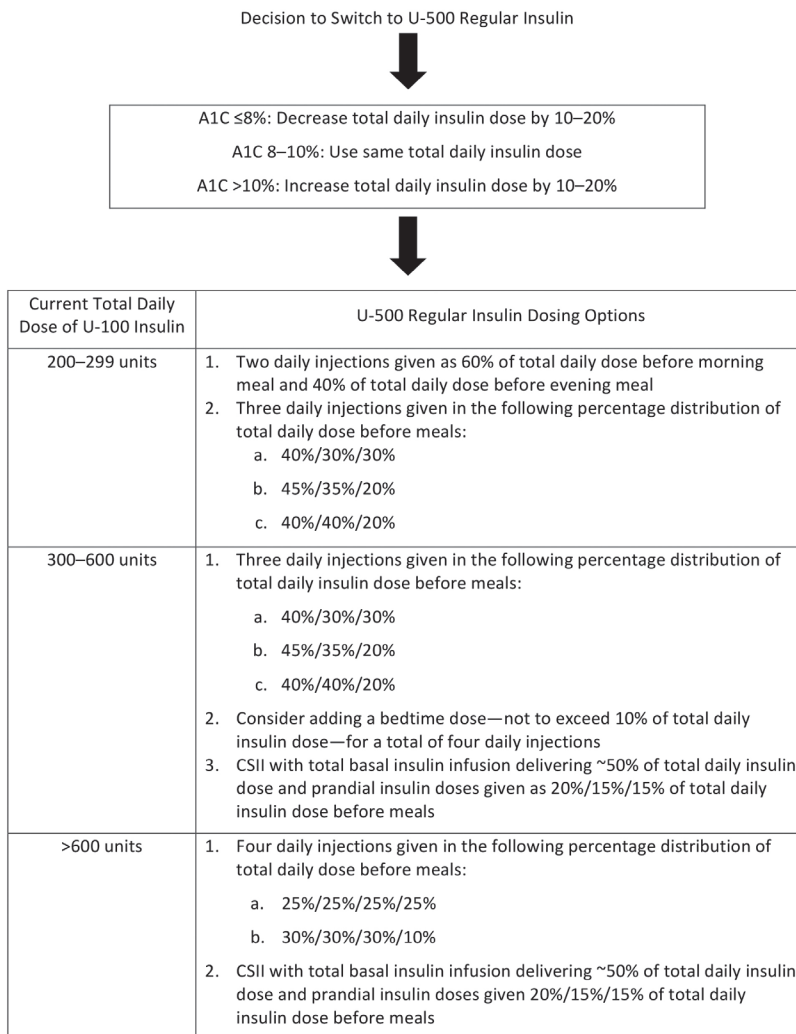 Decision to Switch to U-500 Regular Insulin
A1C ≤8%: Decrease total daily insulin dose by 10–20%
A1C 8–10%: Use same total daily insulin dose
A1C >10%: Increase total daily insulin dose by 10–20%
Current Total Daily
Dose of U-100 Insulin
U-500 Regular Insulin Dosing Options
200–299 units
1. Two daily injections given as 60% of total daily dose before morning
meal and 40% of total daily dose before evening meal
2. Three daily injections given in the following percentage distribution of
total daily dose before meals:
a. 40%/30%/30%
b. 45%/35%/20%
c. 40%/40%/20%
300–600 units
1. Three daily injections given in the following percentage distribution of
total daily insulin dose before meals:
a. 40%/30%/30%
b. 45%/35%/20%
c. 40%/40%/20%
2. Consider adding a bedtime dose—not to exceed 10% of total daily
insulin dose—for a total of four daily injections
3. CSII with total basal insulin infusion delivering ~50% of total daily insulin
dose and prandial insulin doses given as 20%/15%/15% of total daily
insulin dose before meals
>600 units
1. Four daily injections given in the following percentage distribution of
total daily dose before meals:
a. 25%/25%/25%/25%
b. 30%/30%/30%/10%
2. CSII with total basal insulin infusion delivering ~50% of total daily insulin
dose and prandial insulin doses given 20%/15%/15% of total daily
insulin dose before meals